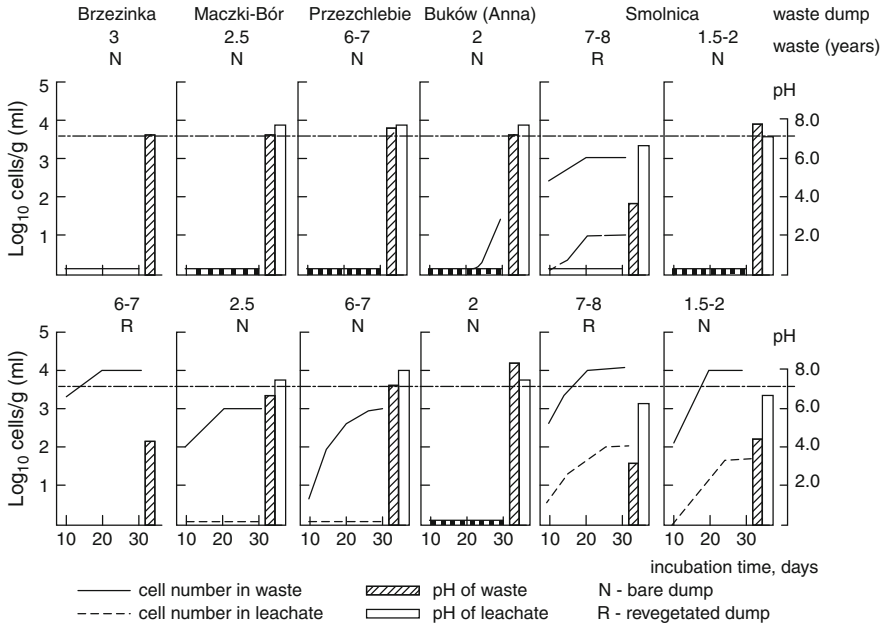 Brzezinka Maczki-Bór Przezchlebie Buków (Anna) Smolnica waste dump
3 2.5 6-7 2 7-8 1.5-2 waste (years)
N N N N R N
Log10 cells/g (ml)
5
4
3
2
1
pH
8.0
6.0
4.0
2.0
6-7 2.5 6-7 2 7-8 1.5-2
R N N N R N
Log10 cells/g (ml)
5
4
3
2
1
pH
8.0
6.0
4.0
2.0
10 20 30 10 20 30 10 20 30 10 20 30 10 20 30 10 20 30
incubation time, days
cell number in waste pH of waste N - bare dump
cell number in leachate pH of leachate R - revegetated dump